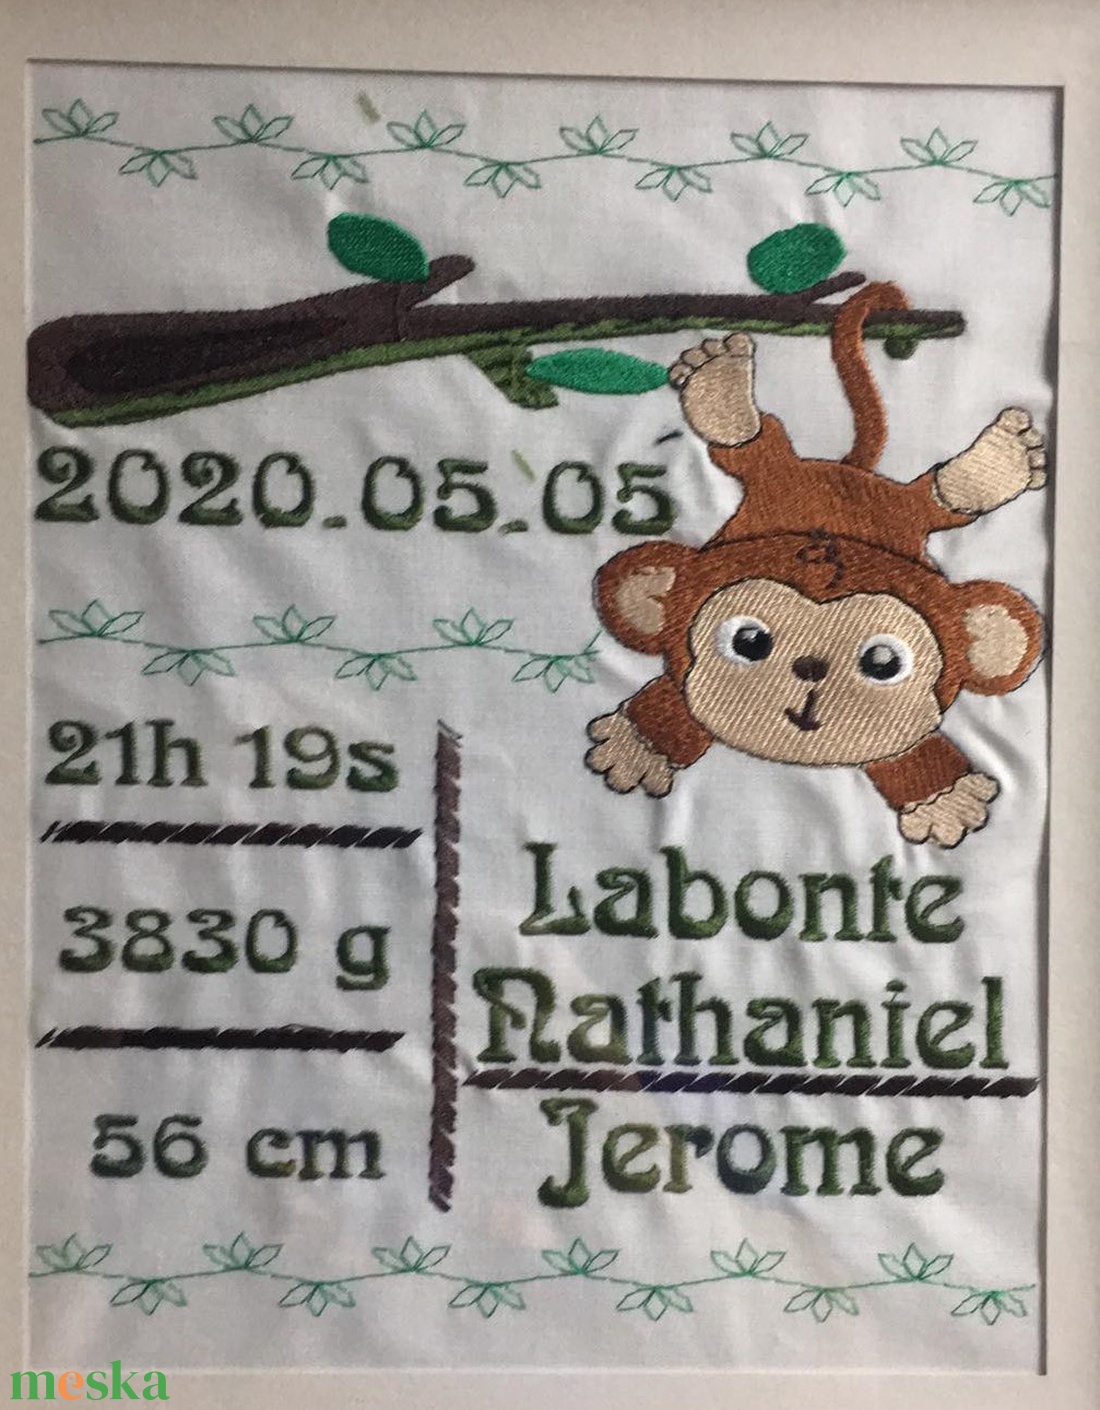 2020.05.05
21h 19s
3830 g
56 cm
Labonte
Nathaniel
Jerome
meska